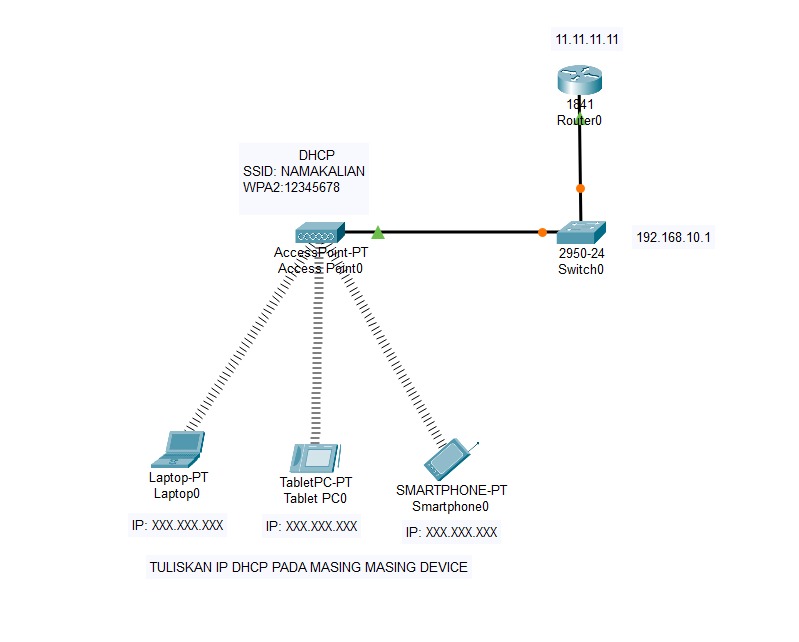 11.11.11.11
1841
Router0
DHCP
SSID: NAMAKALIAN
WPA2:12345678
AccessPoint-PT
Access Point0
2950-24
Switch0
192.168.10.1
Laptop-PT
Laptop0
IP: XXX.XXX.XXX
TabletPC-PT
Tablet PC0
IP: XXX.XXX.XXX
SMARTPHONE-PT
Smartphone0
IP: XXX.XXX.XXX
TULISKAN IP DHCP PADA MASING MASING DEVICE